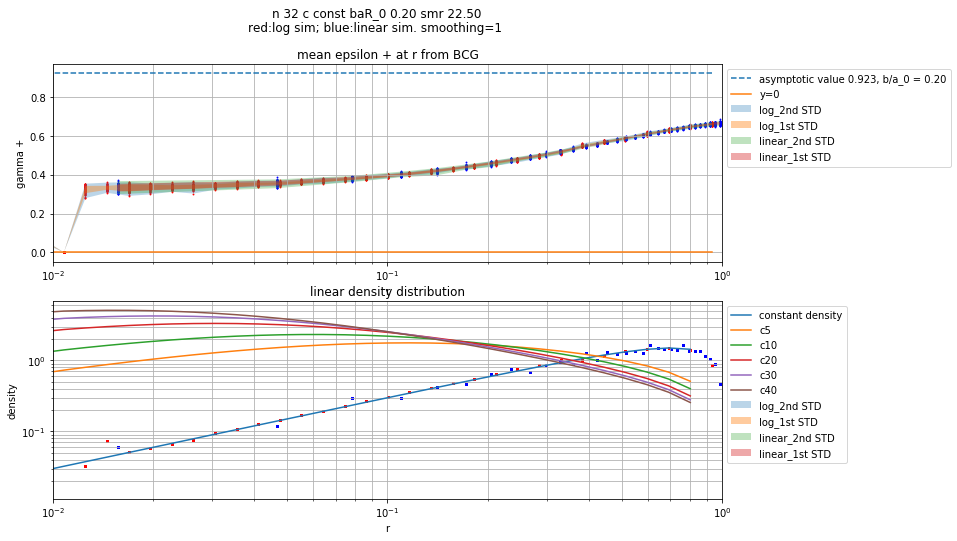 n 32 c const baR_0 0.20 smr 22.50
red:log sim; blue:linear sim. smoothing=1
mean epsilon + at r from BCG
gamma +
0.8
0.6
0.4
0.2
0.0
10⁻²
10⁻¹
10⁰
asymptotic value 0.923, b/a_0 = 0.20
y=0
log_2nd STD
log_1st STD
linear_2nd STD
linear_1st STD
linear density distribution
density
10⁰
10⁻¹
10⁻²
10⁻¹
10⁰
r
constant density
c5
c10
c20
c30
c40
log_2nd STD
log_1st STD
linear_2nd STD
linear_1st STD